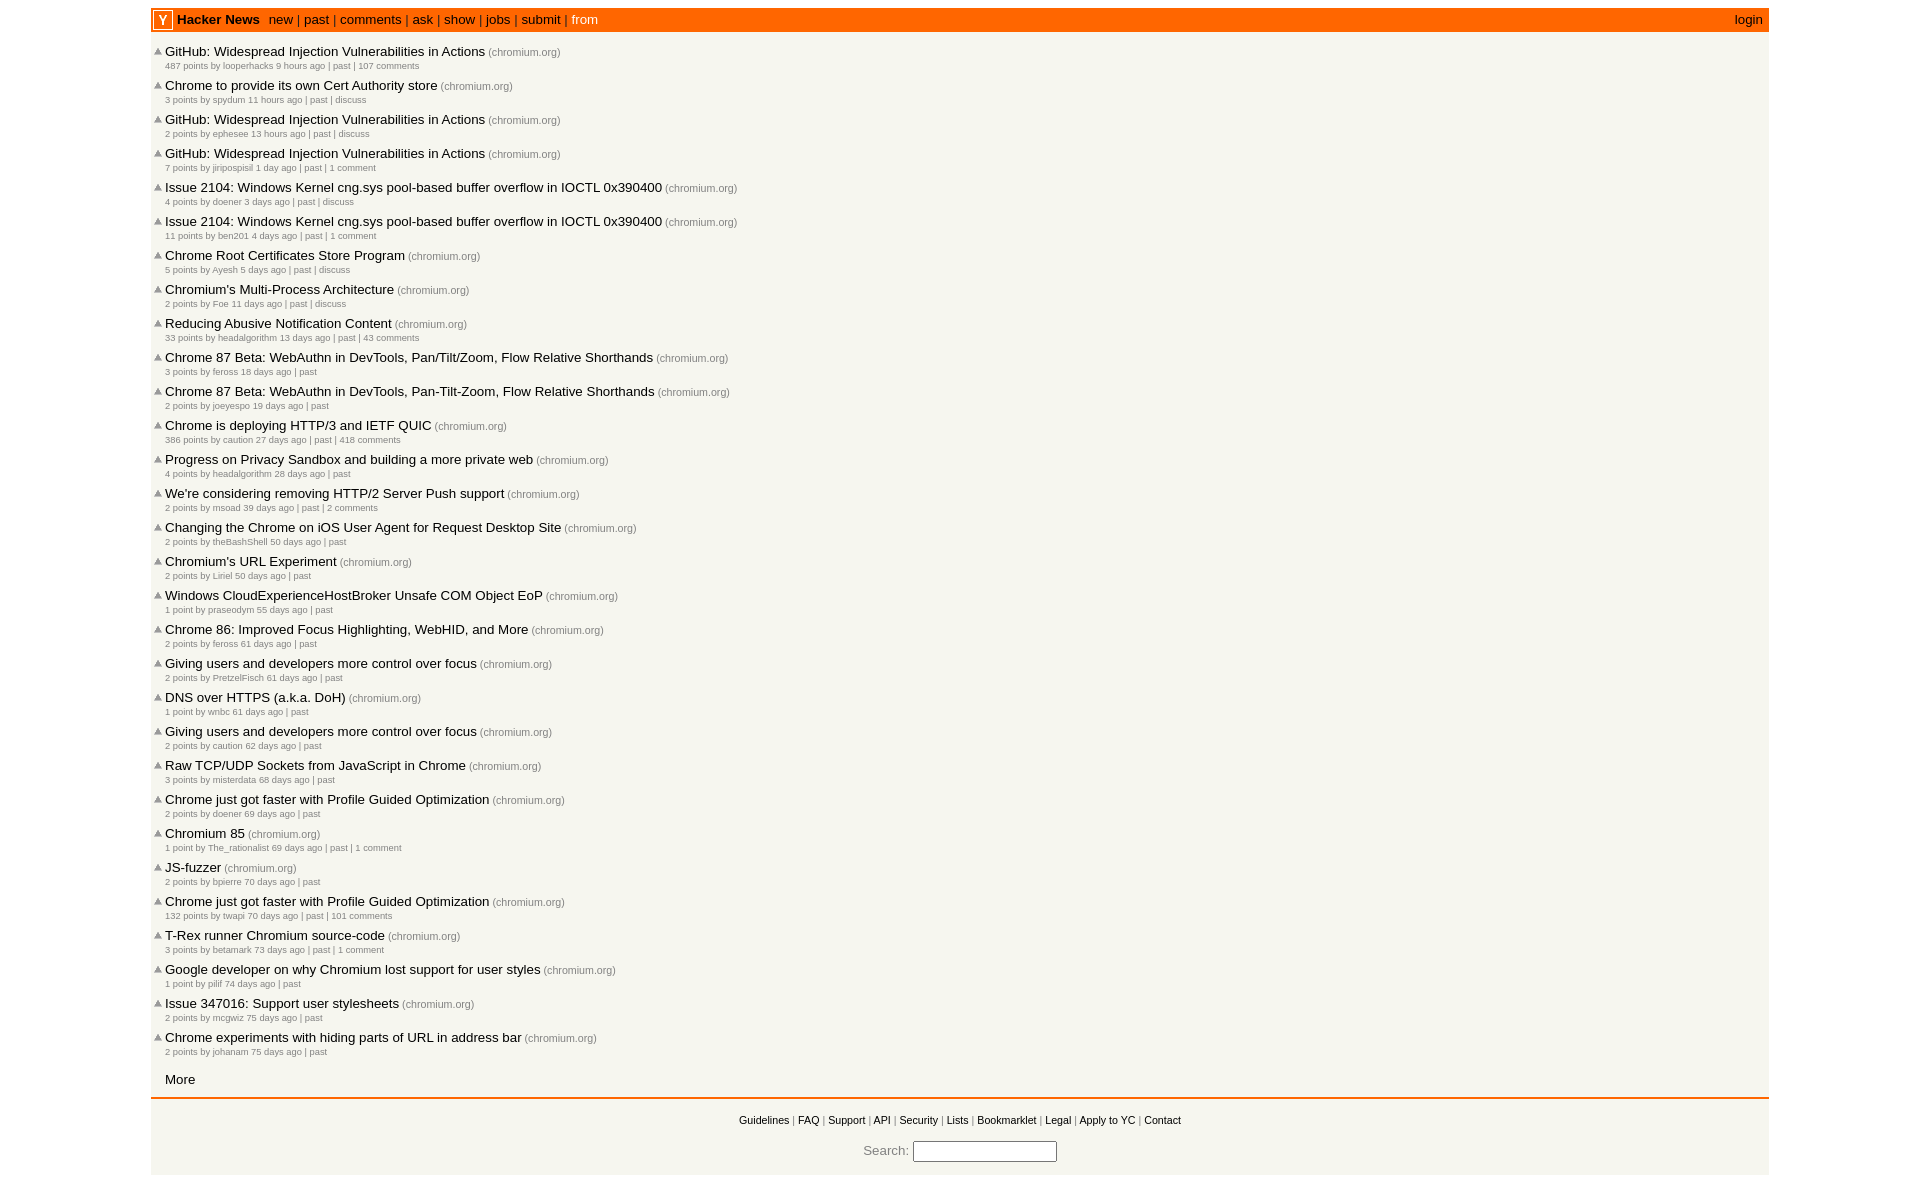 Y Hacker News new | past | comments | ask | show | jobs | submit | from login
GitHub: Widespread Injection Vulnerabilities in Actions (chromium.org)
487 points by looperhacks 9 hours ago | past | 107 comments
Chrome to provide its own Cert Authority store (chromium.org)
3 points by spydum 11 hours ago | past | discuss
GitHub: Widespread Injection Vulnerabilities in Actions (chromium.org)
2 points by ephesee 13 hours ago | past | discuss
GitHub: Widespread Injection Vulnerabilities in Actions (chromium.org)
7 points by jiripospisil 1 day ago | past | 1 comment
Issue 2104: Windows Kernel cng.sys pool-based buffer overflow in IOCTL 0x390400 (chromium.org)
4 points by doener 3 days ago | past | discuss
Issue 2104: Windows Kernel cng.sys pool-based buffer overflow in IOCTL 0x390400 (chromium.org)
11 points by ben201 4 days ago | past | 1 comment
Chrome Root Certificates Store Program (chromium.org)
5 points by Ayesh 5 days ago | past | discuss
Chromium's Multi-Process Architecture (chromium.org)
2 points by Foe 11 days ago | past | discuss
Reducing Abusive Notification Content (chromium.org)
33 points by headalgorithm 13 days ago | past | 43 comments
Chrome 87 Beta: WebAuthn in DevTools, Pan/Tilt/Zoom, Flow Relative Shorthands (chromium.org)
3 points by feross 18 days ago | past
Chrome 87 Beta: WebAuthn in DevTools, Pan-Tilt-Zoom, Flow Relative Shorthands (chromium.org)
2 points by joeyespo 19 days ago | past
Chrome is deploying HTTP/3 and IETF QUIC (chromium.org)
386 points by caution 27 days ago | past | 418 comments
Progress on Privacy Sandbox and building a more private web (chromium.org)
4 points by headalgorithm 28 days ago | past
We're considering removing HTTP/2 Server Push support (chromium.org)
2 points by msoad 39 days ago | past | 2 comments
Changing the Chrome on iOS User Agent for Request Desktop Site (chromium.org)
2 points by theBashShell 50 days ago | past
Chromium's URL Experiment (chromium.org)
2 points by Liriel 50 days ago | past
Windows CloudExperienceHostBroker Unsafe COM Object EoP (chromium.org)
1 point by praseodym 55 days ago | past
Chrome 86: Improved Focus Highlighting, WebHID, and More (chromium.org)
2 points by feross 61 days ago | past
Giving users and developers more control over focus (chromium.org)
2 points by PretzelFisch 61 days ago | past
DNS over HTTPS (a.k.a. DoH) (chromium.org)
1 point by wnbc 61 days ago | past
Giving users and developers more control over focus (chromium.org)
2 points by caution 62 days ago | past
Raw TCP/UDP Sockets from JavaScript in Chrome (chromium.org)
3 points by misterdata 68 days ago | past
Chrome just got faster with Profile Guided Optimization (chromium.org)
2 points by doener 69 days ago | past
Chromium 85 (chromium.org)
1 point by The_rationalist 69 days ago | past | 1 comment
JS-fuzzer (chromium.org)
2 points by bpierre 70 days ago | past
Chrome just got faster with Profile Guided Optimization (chromium.org)
132 points by twapi 70 days ago | past | 101 comments
T-Rex runner Chromium source-code (chromium.org)
3 points by betamark 73 days ago | past | 1 comment
Google developer on why Chromium lost support for user styles (chromium.org)
1 point by pilif 74 days ago | past
Issue 347016: Support user stylesheets (chromium.org)
2 points by mcgwiz 75 days ago | past
Chrome experiments with hiding parts of URL in address bar (chromium.org)
2 points by johanam 75 days ago | past
More
Guidelines | FAQ | Support | API | Security | Lists | Bookmarklet | Legal | Apply to YC | Contact
Search: